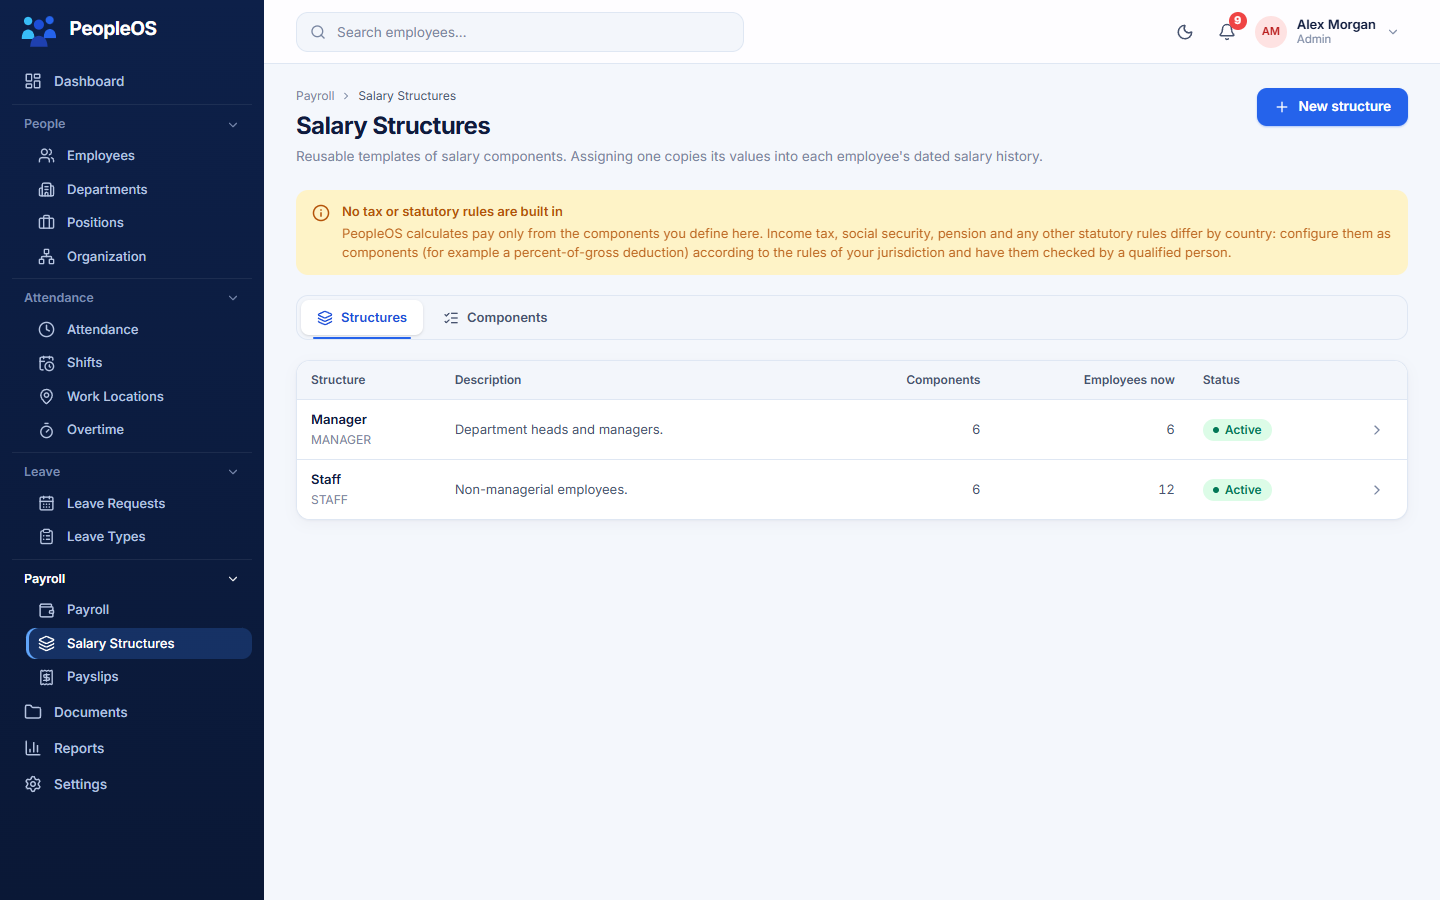 PeopleOS
Dashboard
People
Employees
Departments
Positions
Organization
Attendance
Attendance
Shifts
Work Locations
Overtime
Leave
Leave Requests
Leave Types
Payroll
Payroll
Salary Structures
Payslips
Documents
Reports
Settings
Search employees...
9
AM
Alex Morgan
Admin
Payroll > Salary Structures
Salary Structures
Reusable templates of salary components. Assigning one copies its values into each employee's dated salary history.
+ New structure
No tax or statutory rules are built in
PeopleOS calculates pay only from the components you define here. Income tax, social security, pension and any other statutory rules differ by country: configure them as
components (for example a percent-of-gross deduction) according to the rules of your jurisdiction and have them checked by a qualified person.
Structures Components
Structure Description Components Employees now Status
Manager
MANAGER
Department heads and managers. 6 6 Active
Staff
STAFF
Non-managerial employees. 6 12 Active